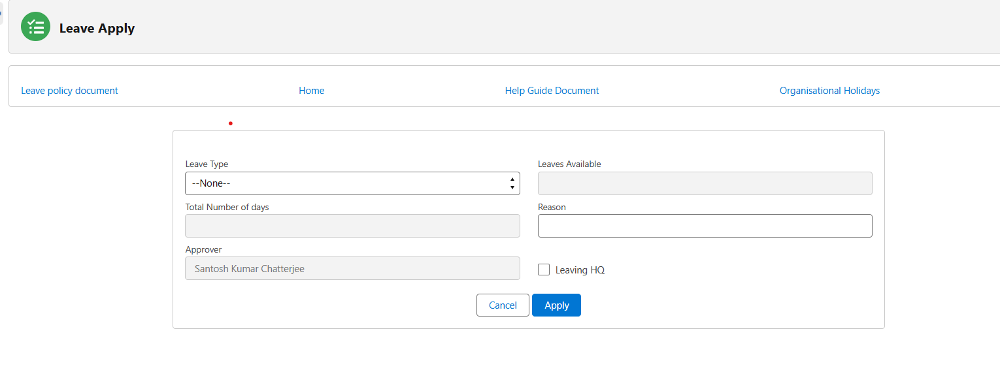 Leave Apply
Leave policy document Home Help Guide Document Organisational Holidays
Leave Type Leaves Available
--None--
Total Number of days Reason
Approver
Santosh Kumar Chatterjee Leaving HQ
Cancel Apply